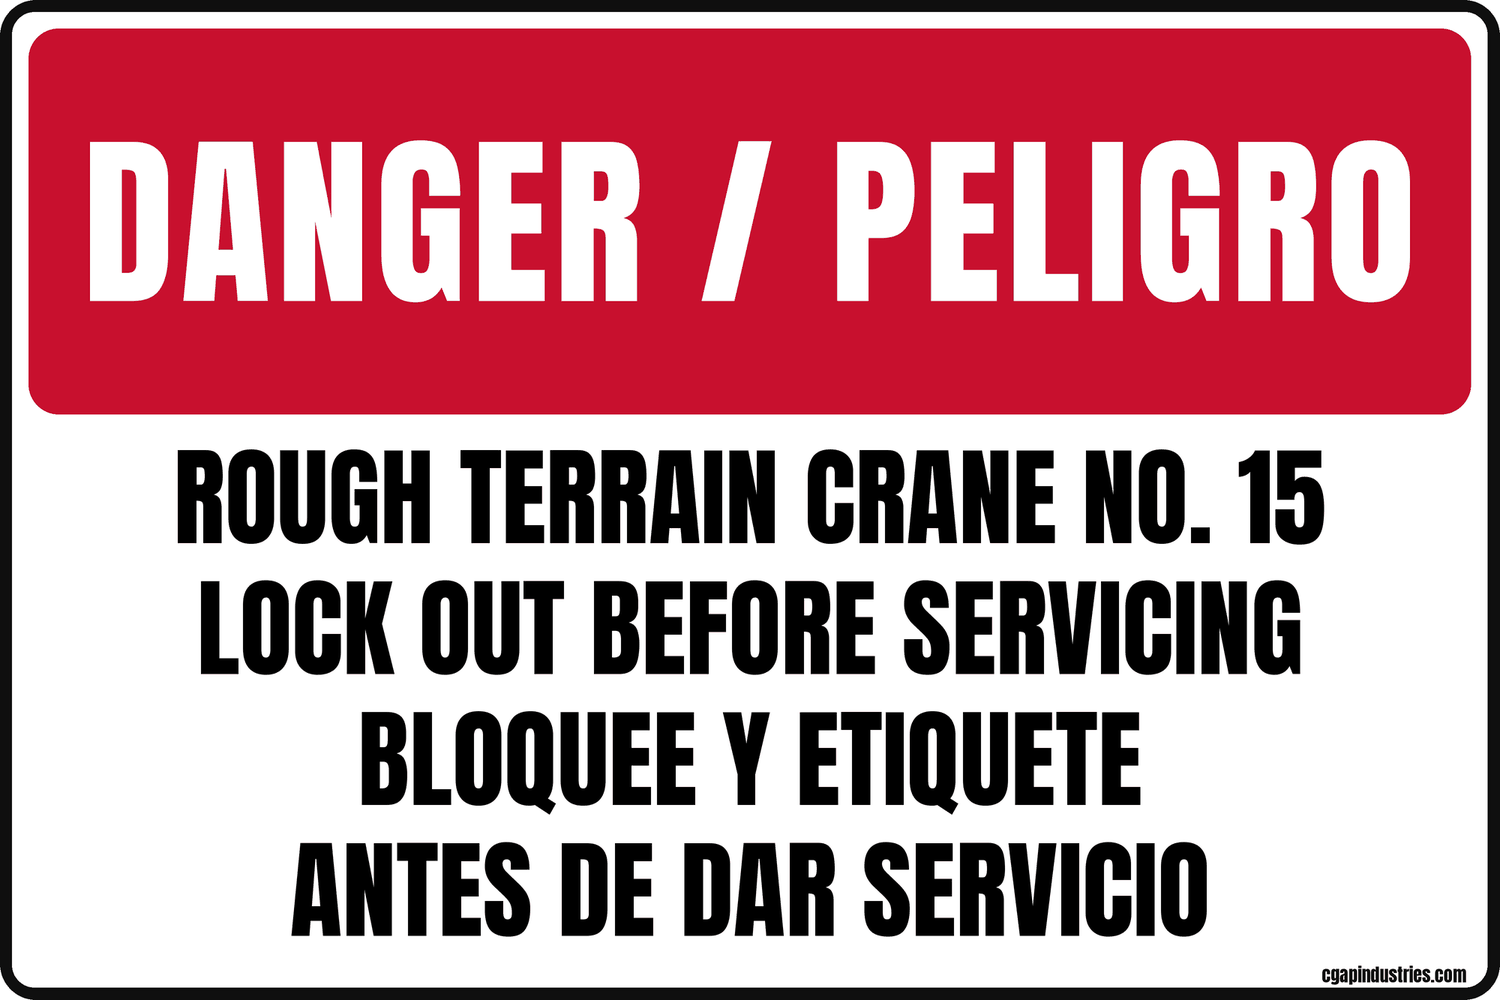 DANGER / PELIGRO
ROUGH TERRAIN CRANE NO. 15
LOCK OUT BEFORE SERVICING
BLOQUEE Y ETIQUETE
ANTES DE DAR SERVICIO
cgapindustries.com